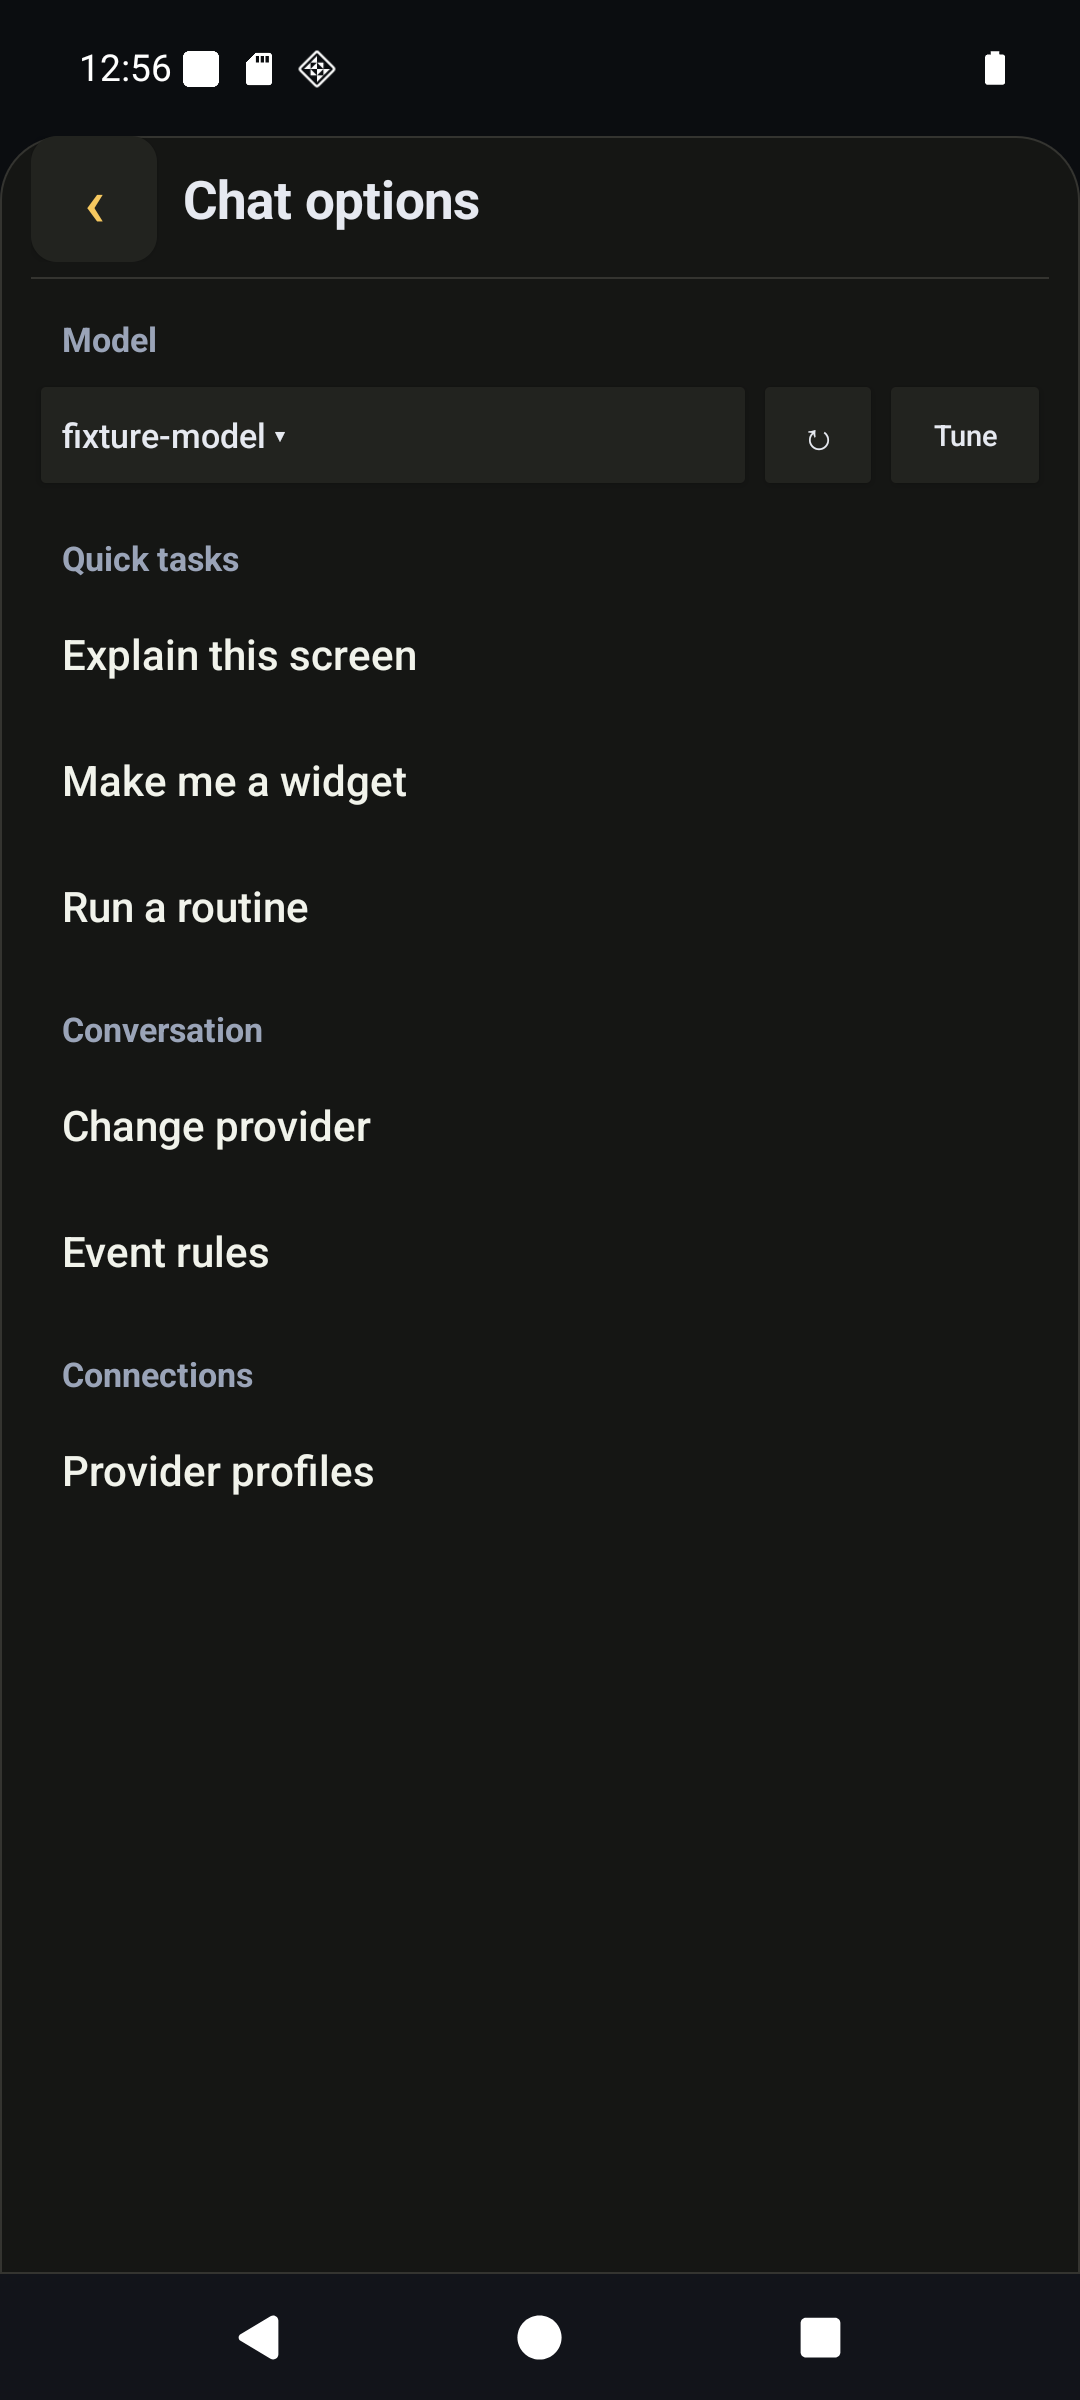 12:56
Chat options
Model
fixture-model ▾
↻ Tune
Quick tasks
Explain this screen
Make me a widget
Run a routine
Conversation
Change provider
Event rules
Connections
Provider profiles